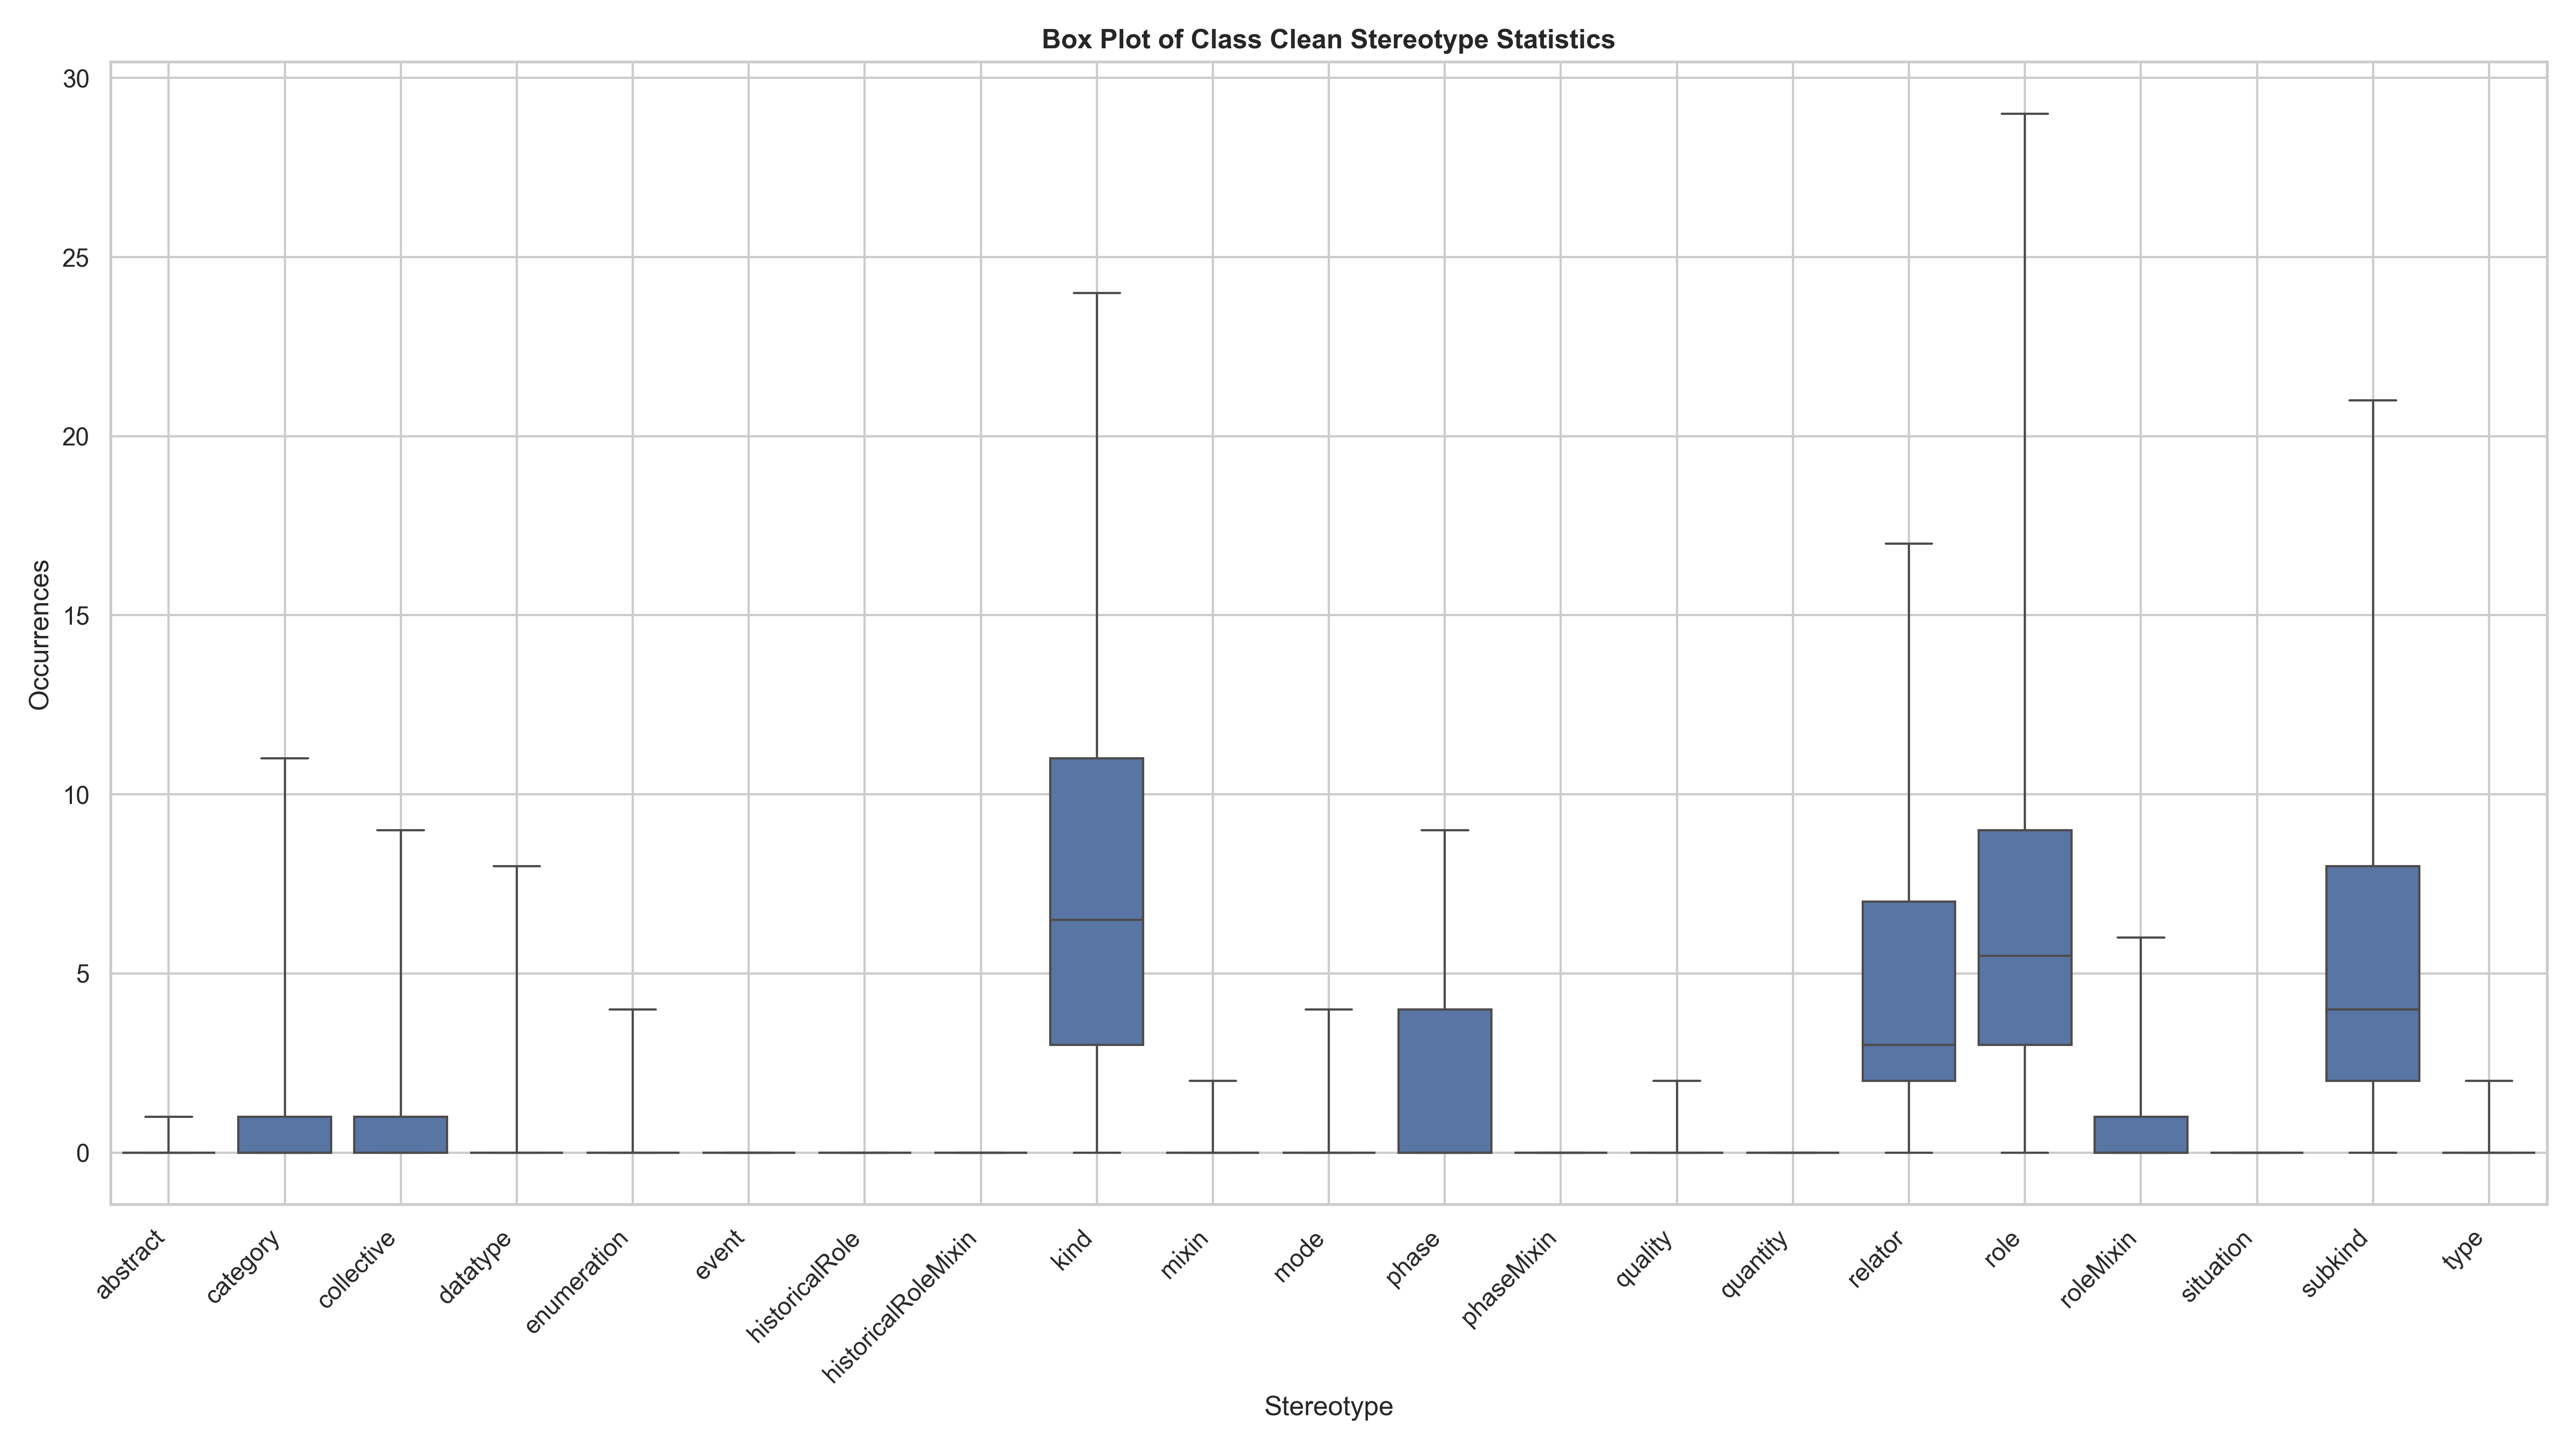 Box Plot of Class Clean Stereotype Statistics
30
25
20
15
10
5
0
Occurrences
abstract
category
collective
datatype
enumeration
event
historicalRole
historicalRoleMixin
kind
mixin
mode
phase
phaseMixin
quality
quantity
relator
role
roleMixin
situation
subkind
type
Stereotype